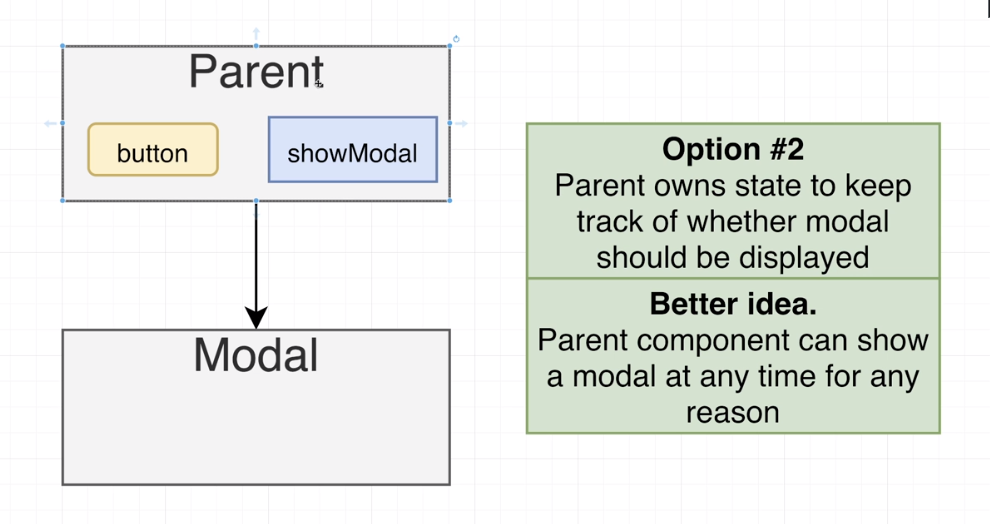 Parent
button
showModal
Modal
Option #2
Parent owns state to keep
track of whether modal
should be displayed
Better idea.
Parent component can show
a modal at any time for any
reason